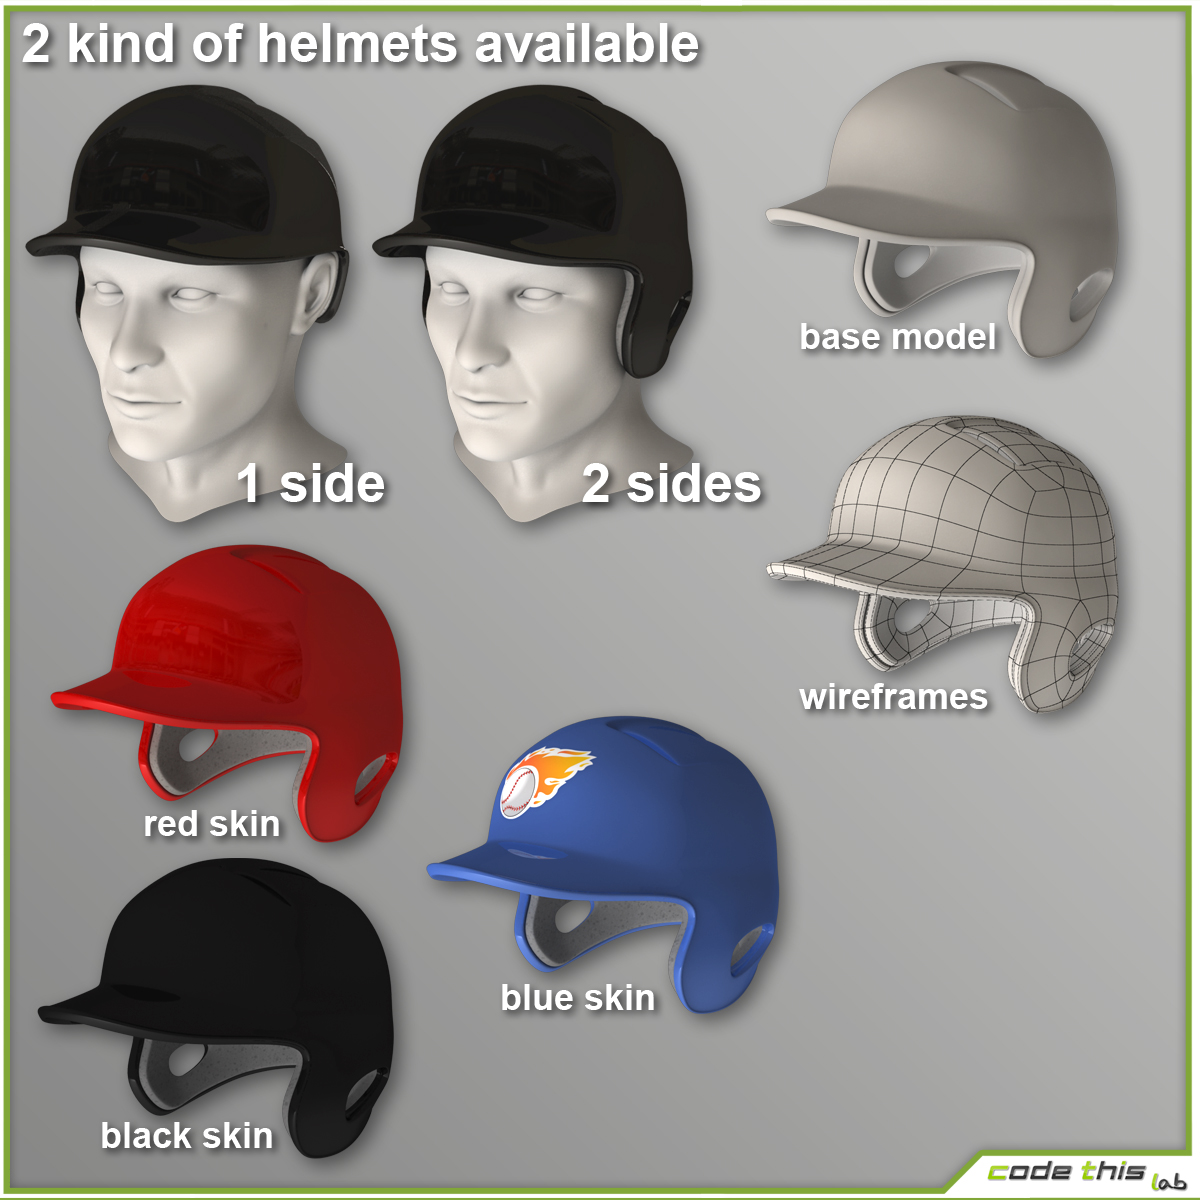 2 kind of helmets available
1 side
2 sides
base model
wireframes
red skin
blue skin
black skin
code this lab